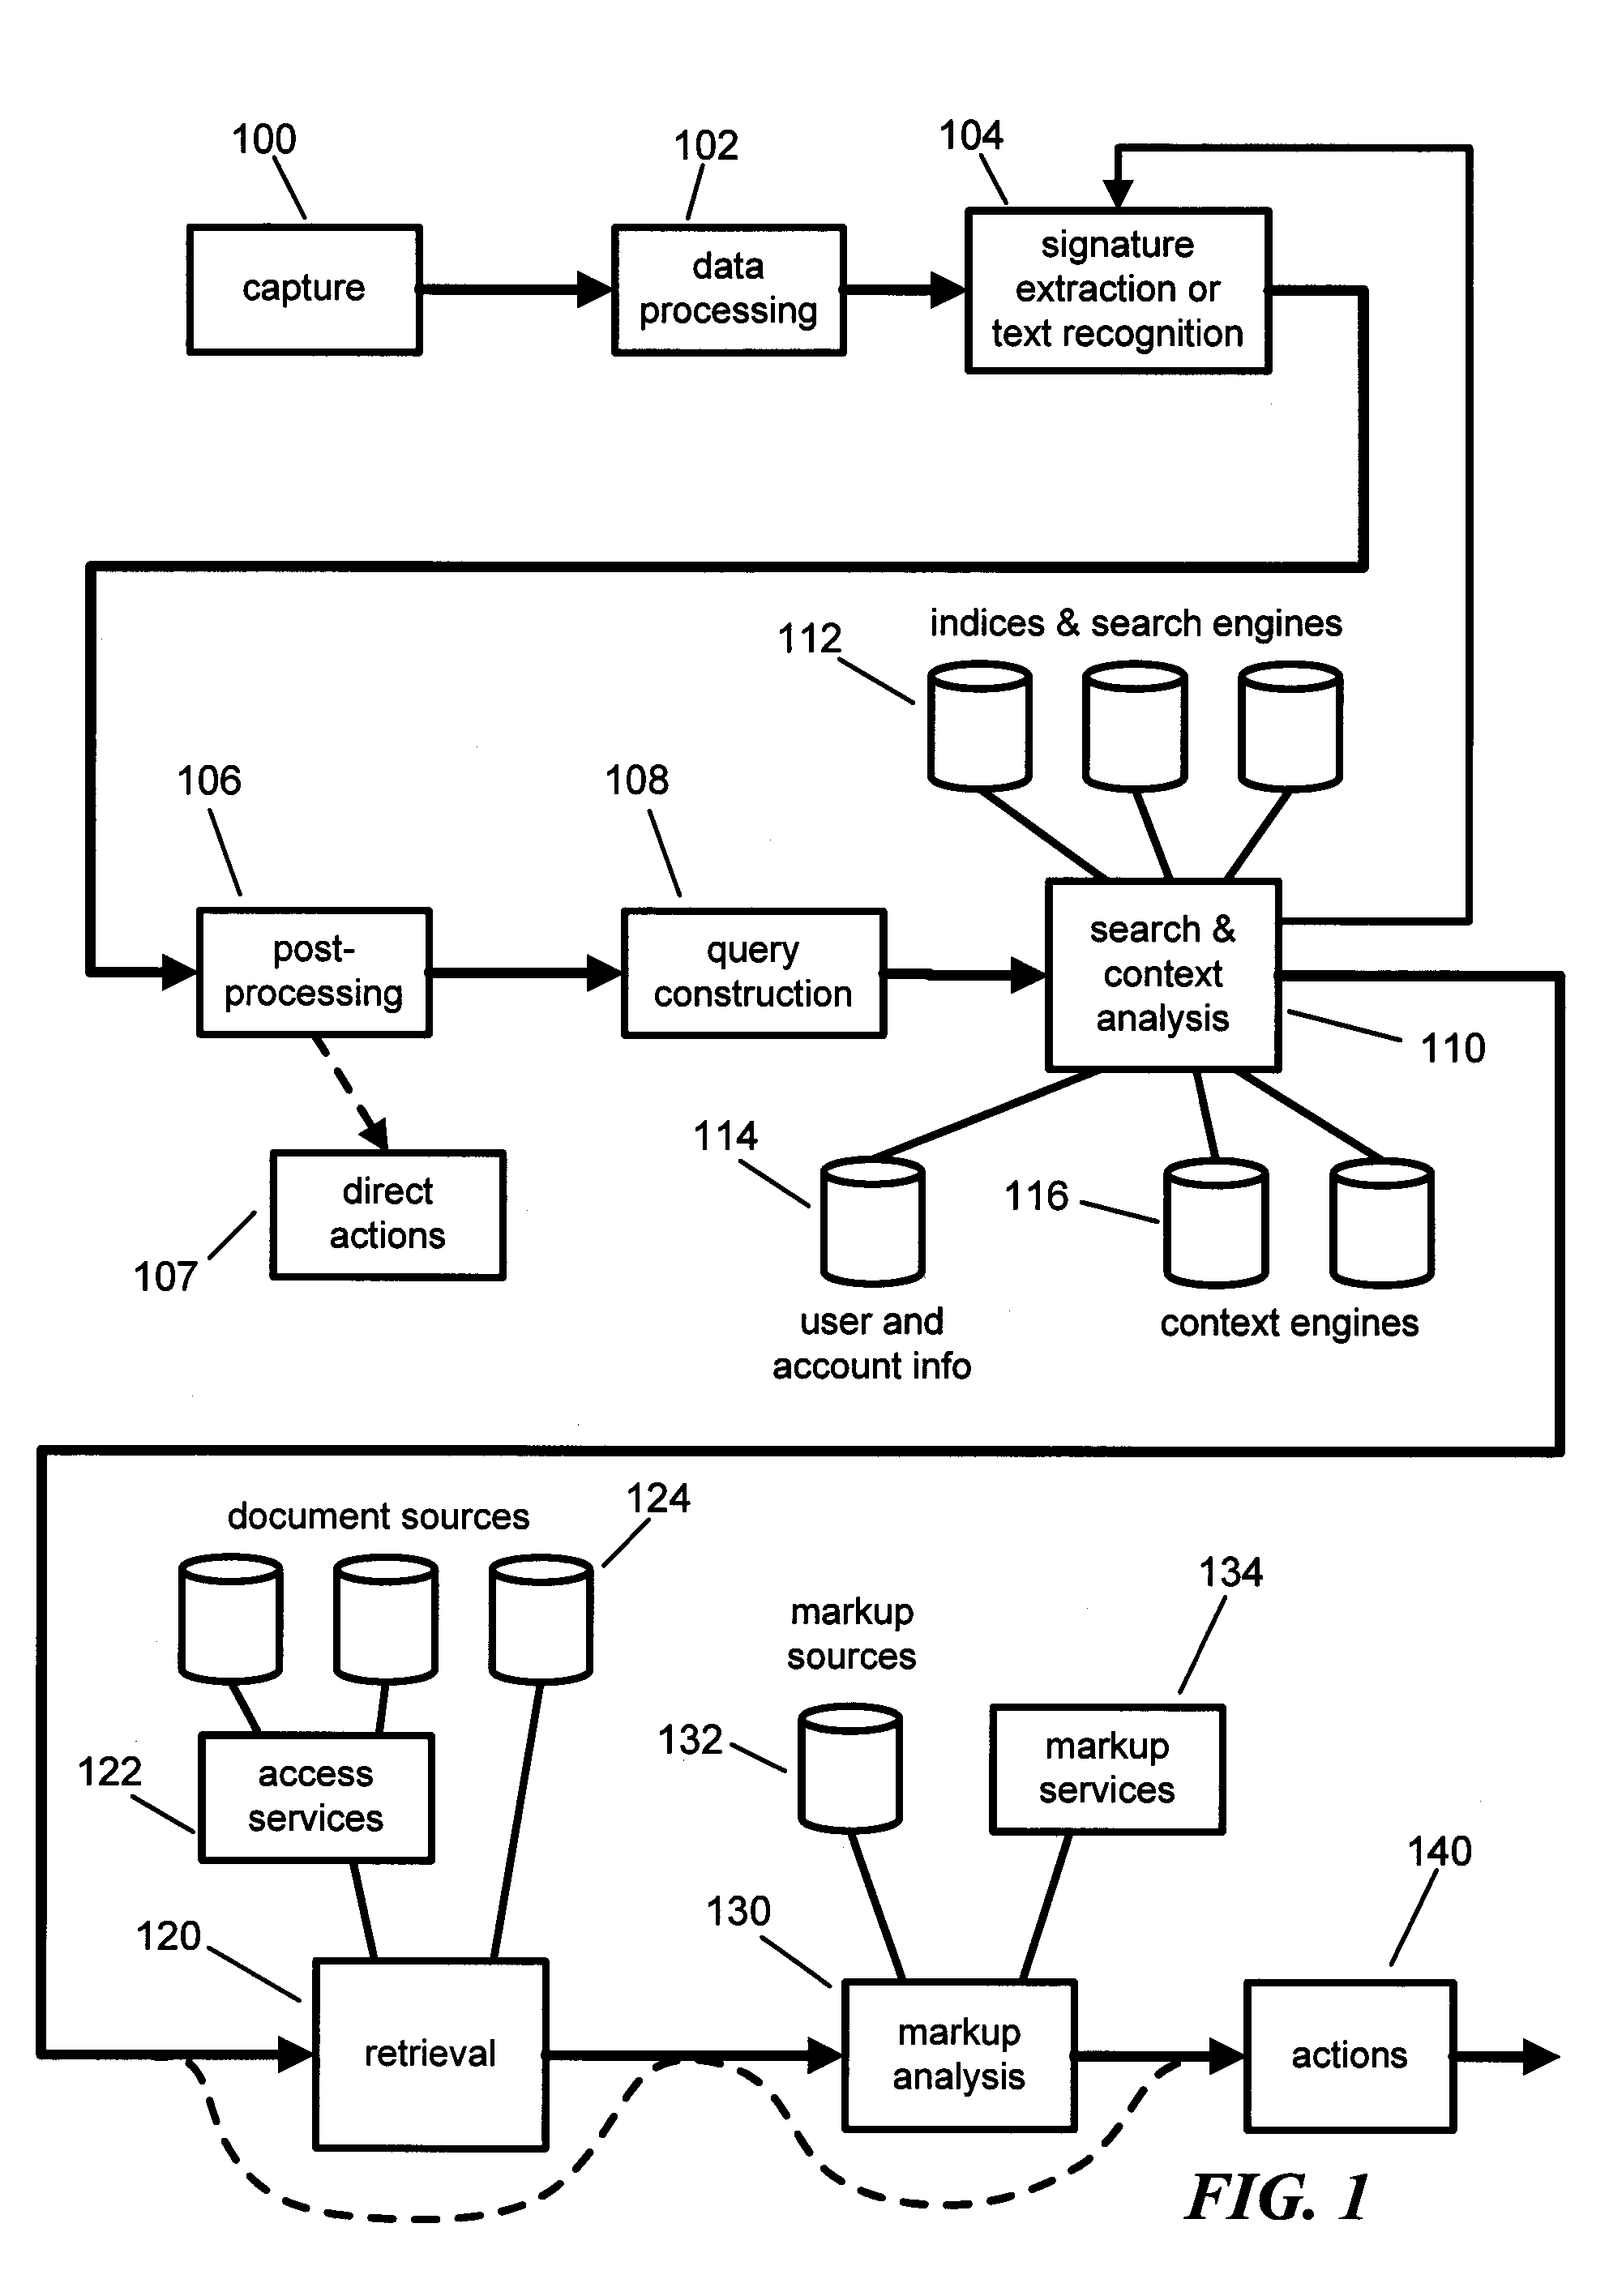 100
102
104
capture
data
processing
signature
extraction or
text recognition
indices & search engines
112
106
108
post-
processing
query
construction
search &
context
analysis
110
114
116
direct
actions
107
user and
account info
context engines
document sources
124
134
markup
sources
132
markup
services
122
access
services
140
120
130
retrieval
markup
analysis
actions
FIG. 1